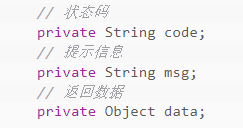 // 状态码
private String code;
// 提示信息
private String msg;
// 返回数据
private Object data;